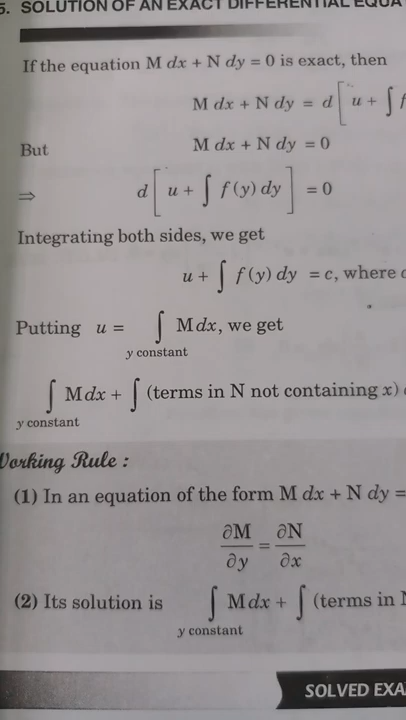 5. SOLUTION OF AN EXACT DIFFERENTIAL EQUA
If the equation M dx + N dy = 0 is exact, then
M dx + N dy = d [ u + ∫ f
But M dx + N dy = 0
⇒ d [ u + ∫ f(y) dy ] = 0
Integrating both sides, we get
u + ∫ f(y) dy = c, where c
Putting u = ∫ Mdx, we get
y constant
∫ Mdx + ∫ (terms in N not containing x)
y constant
Working Rule :
(1) In an equation of the form M dx + N dy =
∂M/∂y = ∂N/∂x
(2) Its solution is ∫ Mdx + ∫ (terms in N
y constant
SOLVED EXA